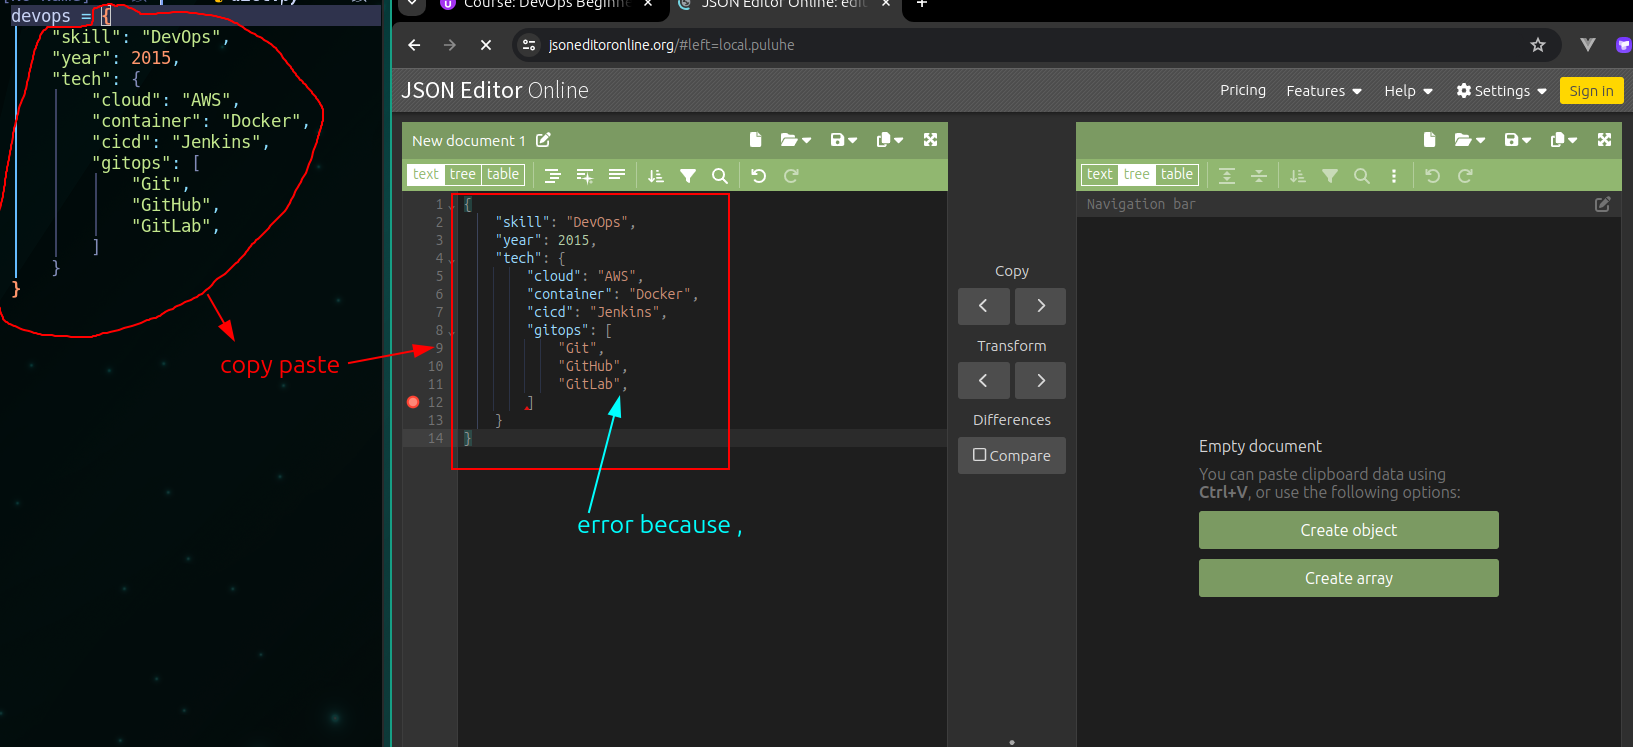 devops = {
"skill": "DevOps",
"year": 2015,
"tech": {
"cloud": "AWS",
"container": "Docker",
"cicd": "Jenkins",
"gitops": [
"Git",
"GitHub",
"GitLab",
]
}
}
copy paste
Course: DevOps Beginne
JSON Editor Online: edit
jsoneditoronline.org/#left=local.puluhe
JSON Editor Online
Pricing Features Help Settings Sign in
New document 1
text tree table
1 {
2 "skill": "DevOps",
3 "year": 2015,
4 "tech": {
5 "cloud": "AWS",
6 "container": "Docker",
7 "cicd": "Jenkins",
8 "gitops": [
9 "Git",
10 "GitHub",
11 "GitLab",
12 ]
13 }
14 }
error because ,
Copy
Transform
Differences
Compare
text tree table
Navigation bar
Empty document
You can paste clipboard data using
Ctrl+V, or use the following options:
Create object
Create array